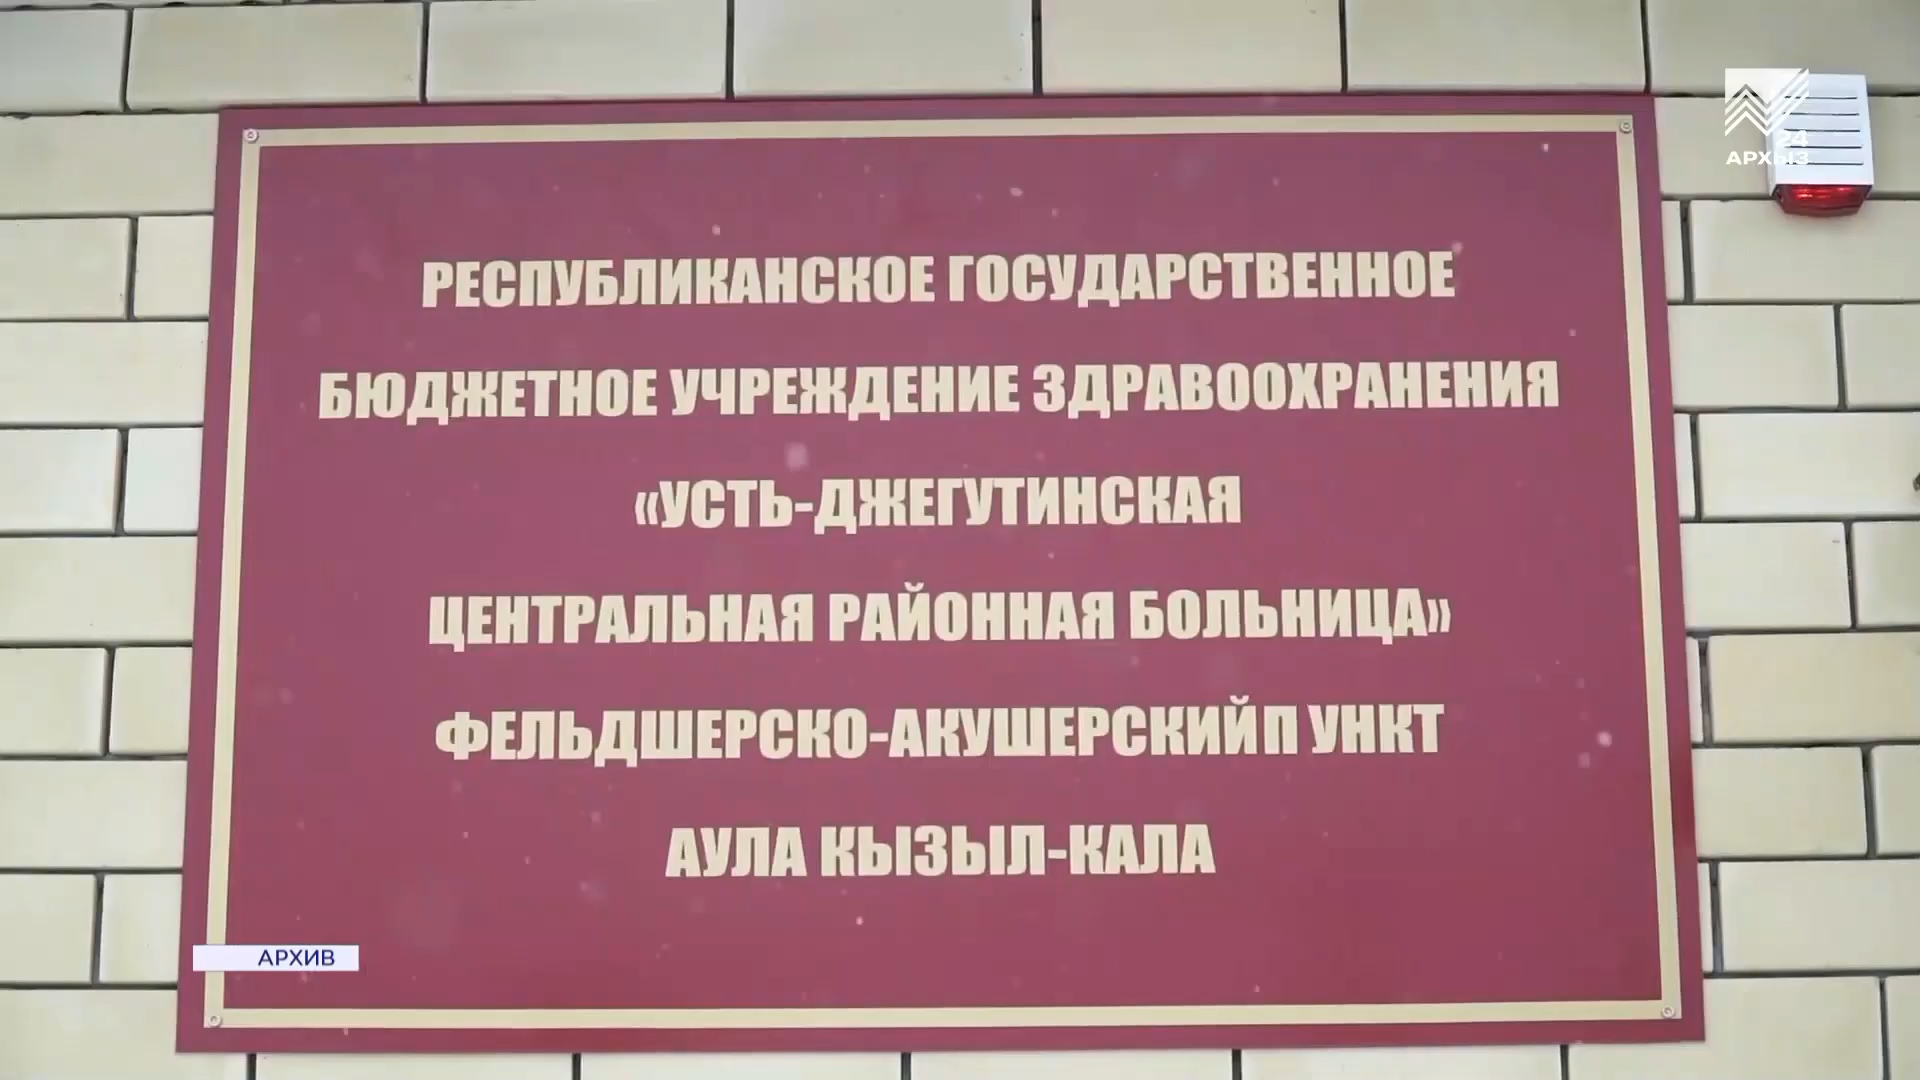 24
АРХЫЗ
РЕСПУБЛИКАНСКОЕ ГОСУДАРСТВЕННОЕ
БЮДЖЕТНОЕ УЧРЕЖДЕНИЕ ЗДРАВООХРАНЕНИЯ
«УСТЬ-ДЖЕГУТИНСКАЯ
ЦЕНТРАЛЬНАЯ РАЙОННАЯ БОЛЬНИЦА»
ФЕЛЬДШЕРСКО-АКУШЕРСКИЙП УНКТ
АУЛА КЫЗЫЛ-КАЛА
АРХИВ